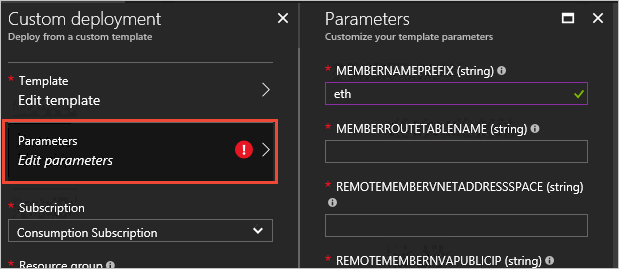 Custom deployment
Deploy from a custom template
* Template
Edit template
Parameters
Edit parameters
!
* Subscription
Consumption Subscription
* Resource group
Parameters
Customize your template parameters
* MEMBERNAMEPREFIX (string)
eth
* MEMBERROUTETABLENAME (string)
* REMOTEMEMBERVNETADDRESSSPACE (string)
* REMOTEMEMBERNVAPUBLICIP (string)